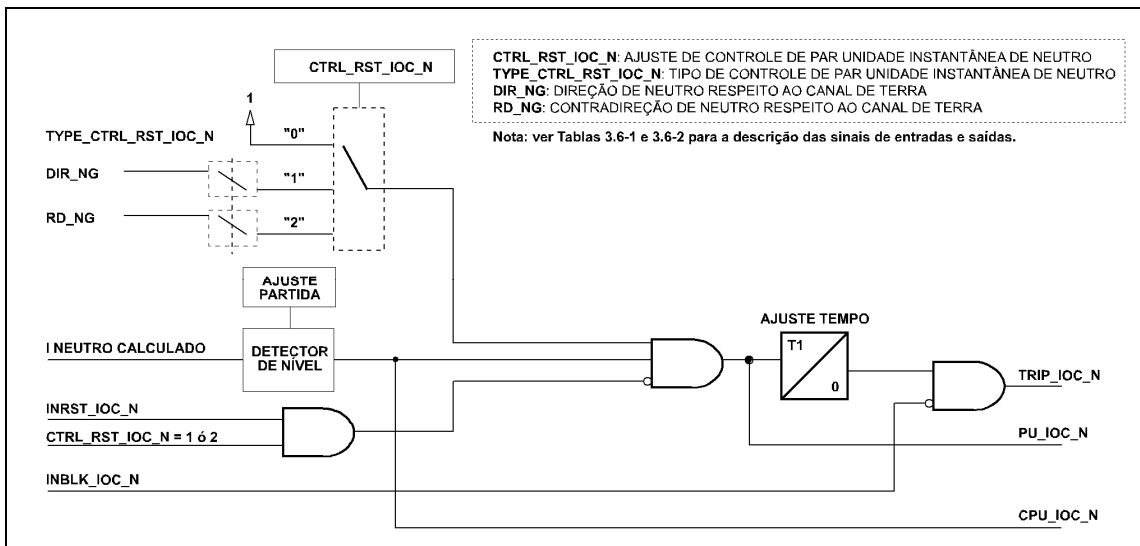 CTRL_RST_IOC_N
CTRL_RST_IOC_N: AJUSTE DE CONTROLE DE PAR UNIDADE INSTANTÂNEA DE NEUTRO
TYPE_CTRL_RST_IOC_N: TIPO DE CONTROLE DE PAR UNIDADE INSTANTÂNEA DE NEUTRO
DIR_NG: DIREÇÃO DE NEUTRO RESPEITO AO CANAL DE TERRA
RD_NG: CONTRADIREÇÃO DE NEUTRO RESPEITO AO CANAL DE TERRA
Nota: ver Tablas 3.6-1 e 3.6-2 para a descrição das sinais de entradas e saídas.
1
TYPE_CTRL_RST_IOC_N
"0"
DIR_NG
"1"
RD_NG
"2"
AJUSTE
PARTIDA
I NEUTRO CALCULADO
DETECTOR
DE NÍVEL
AJUSTE TEMPO
T1
0
TRIP_IOC_N
INRST_IOC_N
CTRL_RST_IOC_N = 1 ó 2
PU_IOC_N
INBLK_IOC_N
CPU_IOC_N